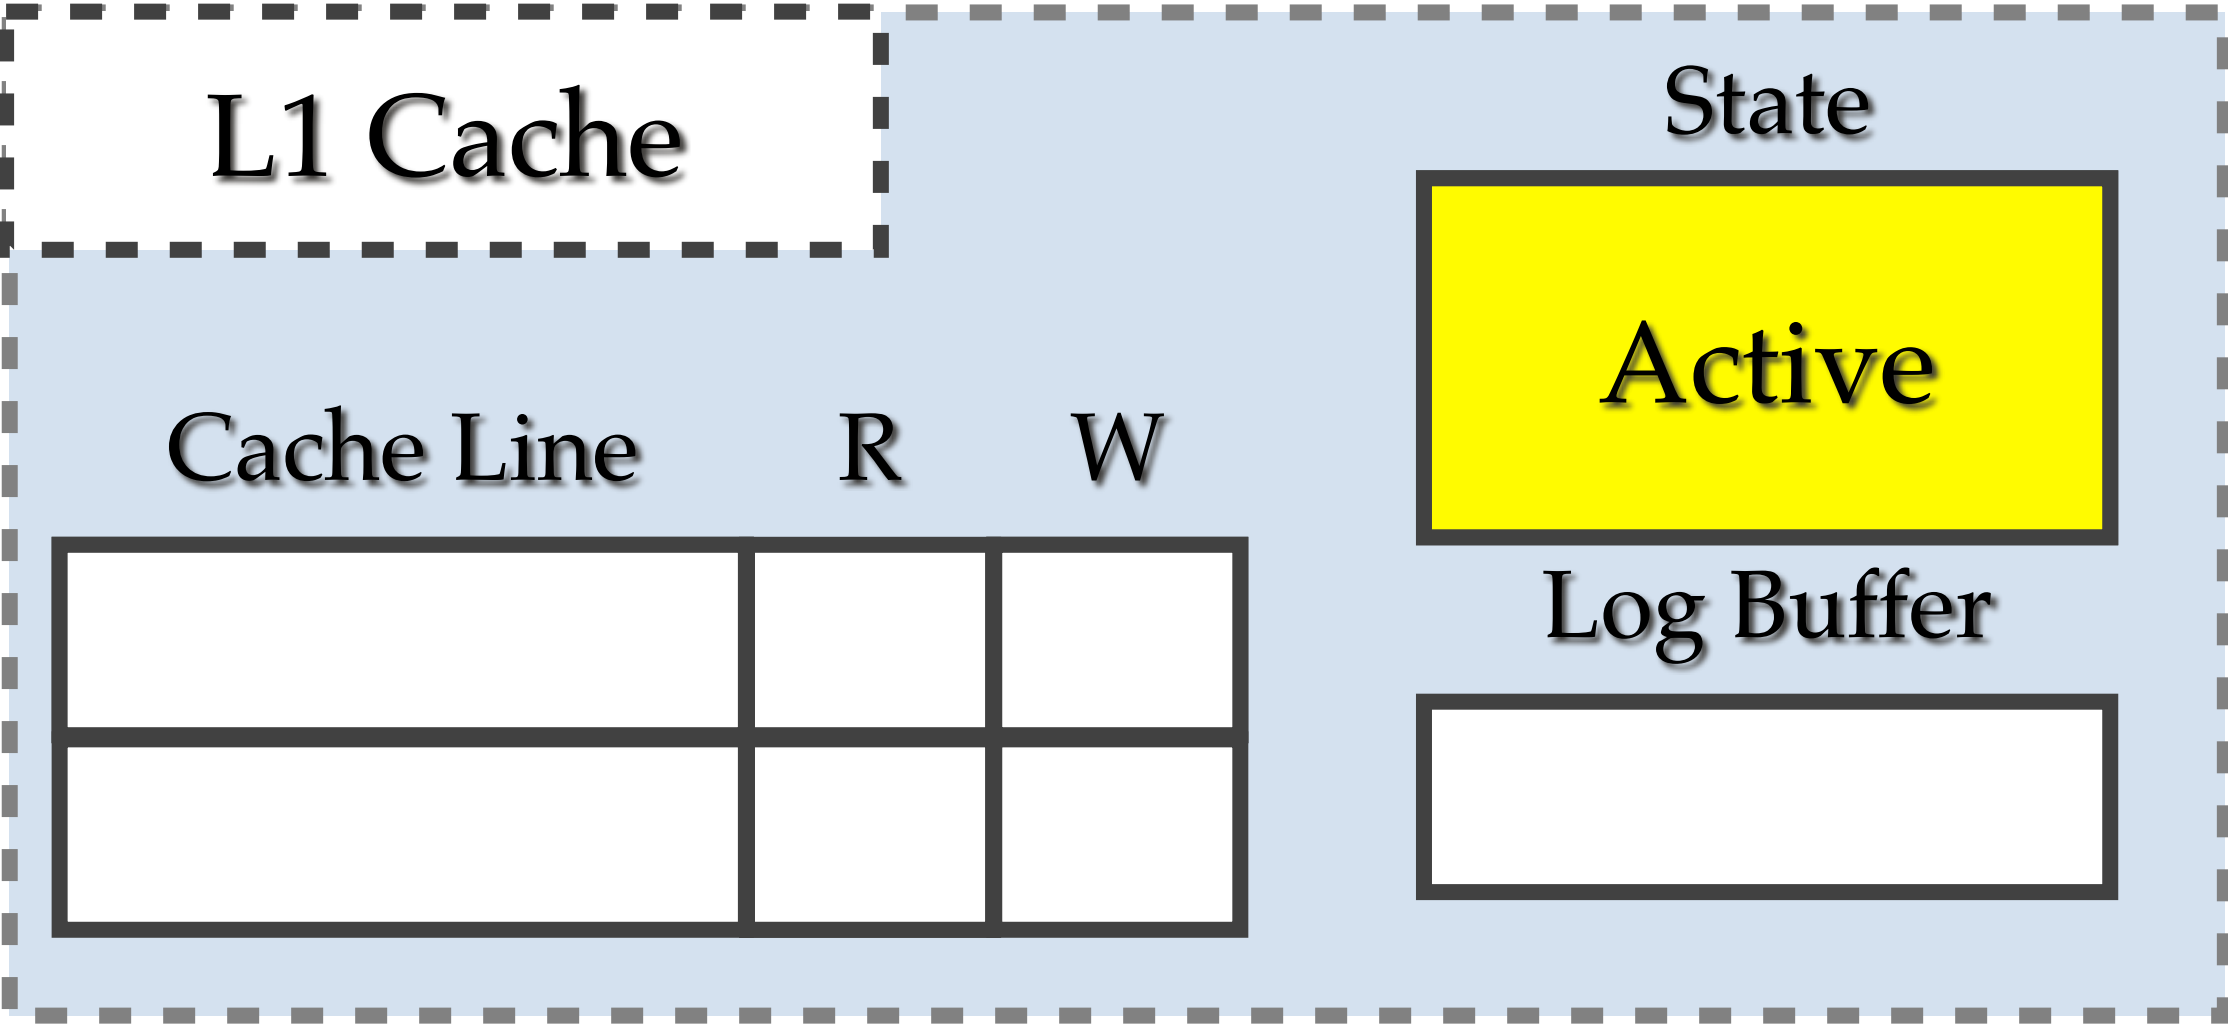 L1 Cache
State
Active
Cache Line R W
Log Buffer